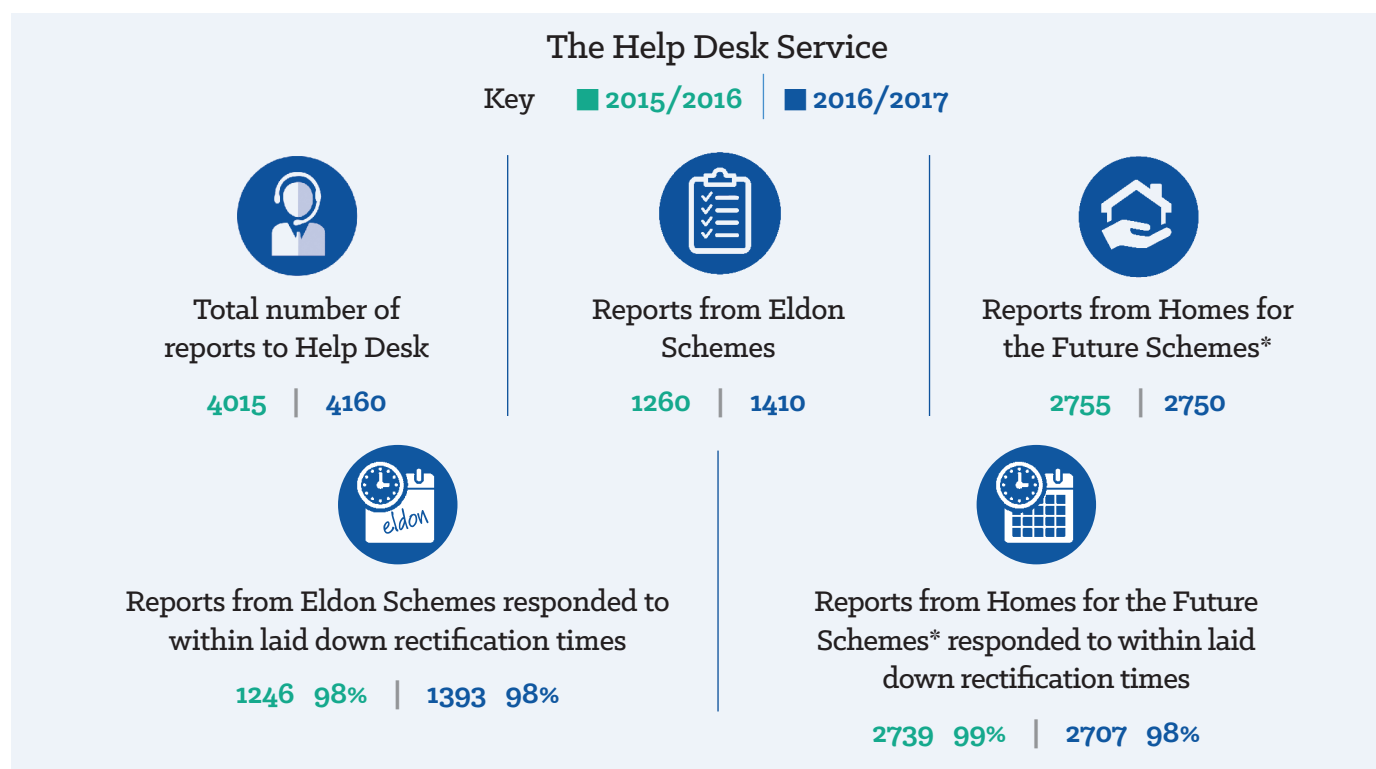 The Help Desk Service
Key 2015/2016 2016/2017
Total number of
reports to Help Desk
4015 | 4160
Reports from Eldon
Schemes
1260 | 1410
Reports from Homes for
the Future Schemes*
2755 | 2750
eldon
Reports from Eldon Schemes responded to
within laid down rectification times
1246 98% | 1393 98%
Reports from Homes for the Future
Schemes* responded to within laid
down rectification times
2739 99% | 2707 98%